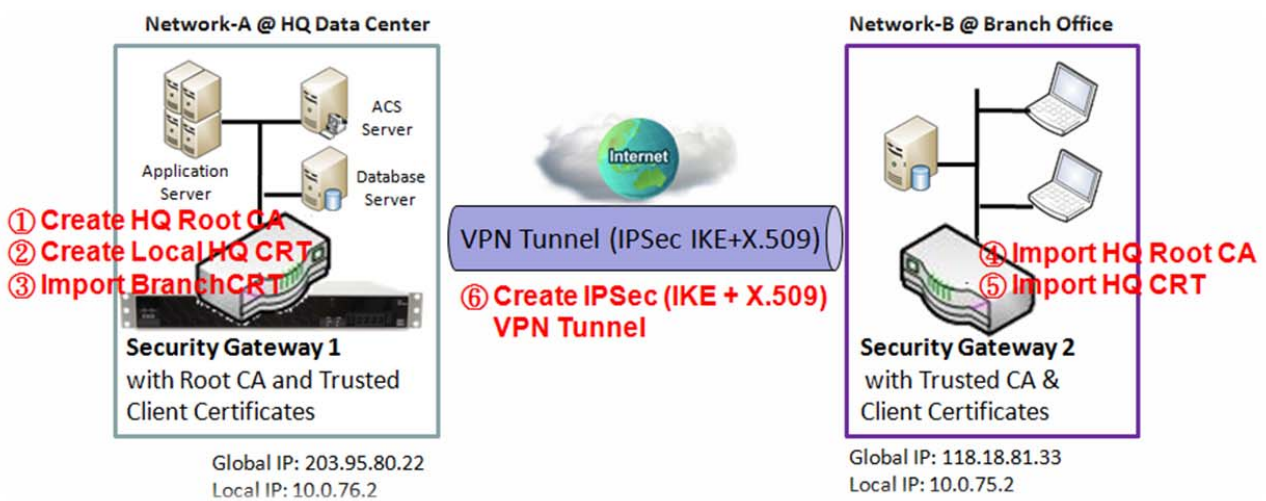 Network-A @ HQ Data Center
Application
Server
ACS
Server
Database
Server
① Create HQ Root CA
② Create Local HQ CRT
③ Import BranchCRT
Security Gateway 1
with Root CA and Trusted
Client Certificates
Global IP: 203.95.80.22
Local IP: 10.0.76.2
Internet
VPN Tunnel (IPSec IKE+X.509)
⑥ Create IPSec (IKE + X.509)
VPN Tunnel
Network-B @ Branch Office
④ Import HQ Root CA
⑤ Import HQ CRT
Security Gateway 2
with Trusted CA &
Client Certificates
Global IP: 118.18.81.33
Local IP: 10.0.75.2